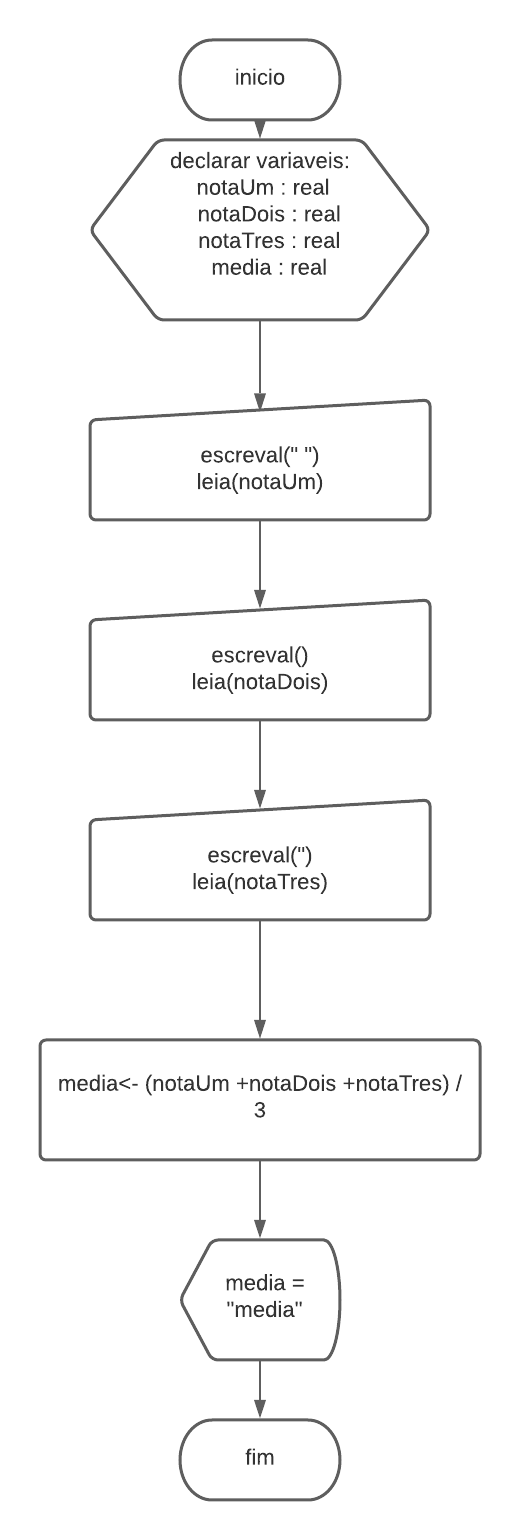 inicio
declarar variaveis:
notaUm : real
notaDois : real
notaTres : real
media : real
escreval(" ")
leia(notaUm)
escreval()
leia(notaDois)
escreval(")
leia(notaTres)
media<- (notaUm +notaDois +notaTres) /
3
media =
"media"
fim